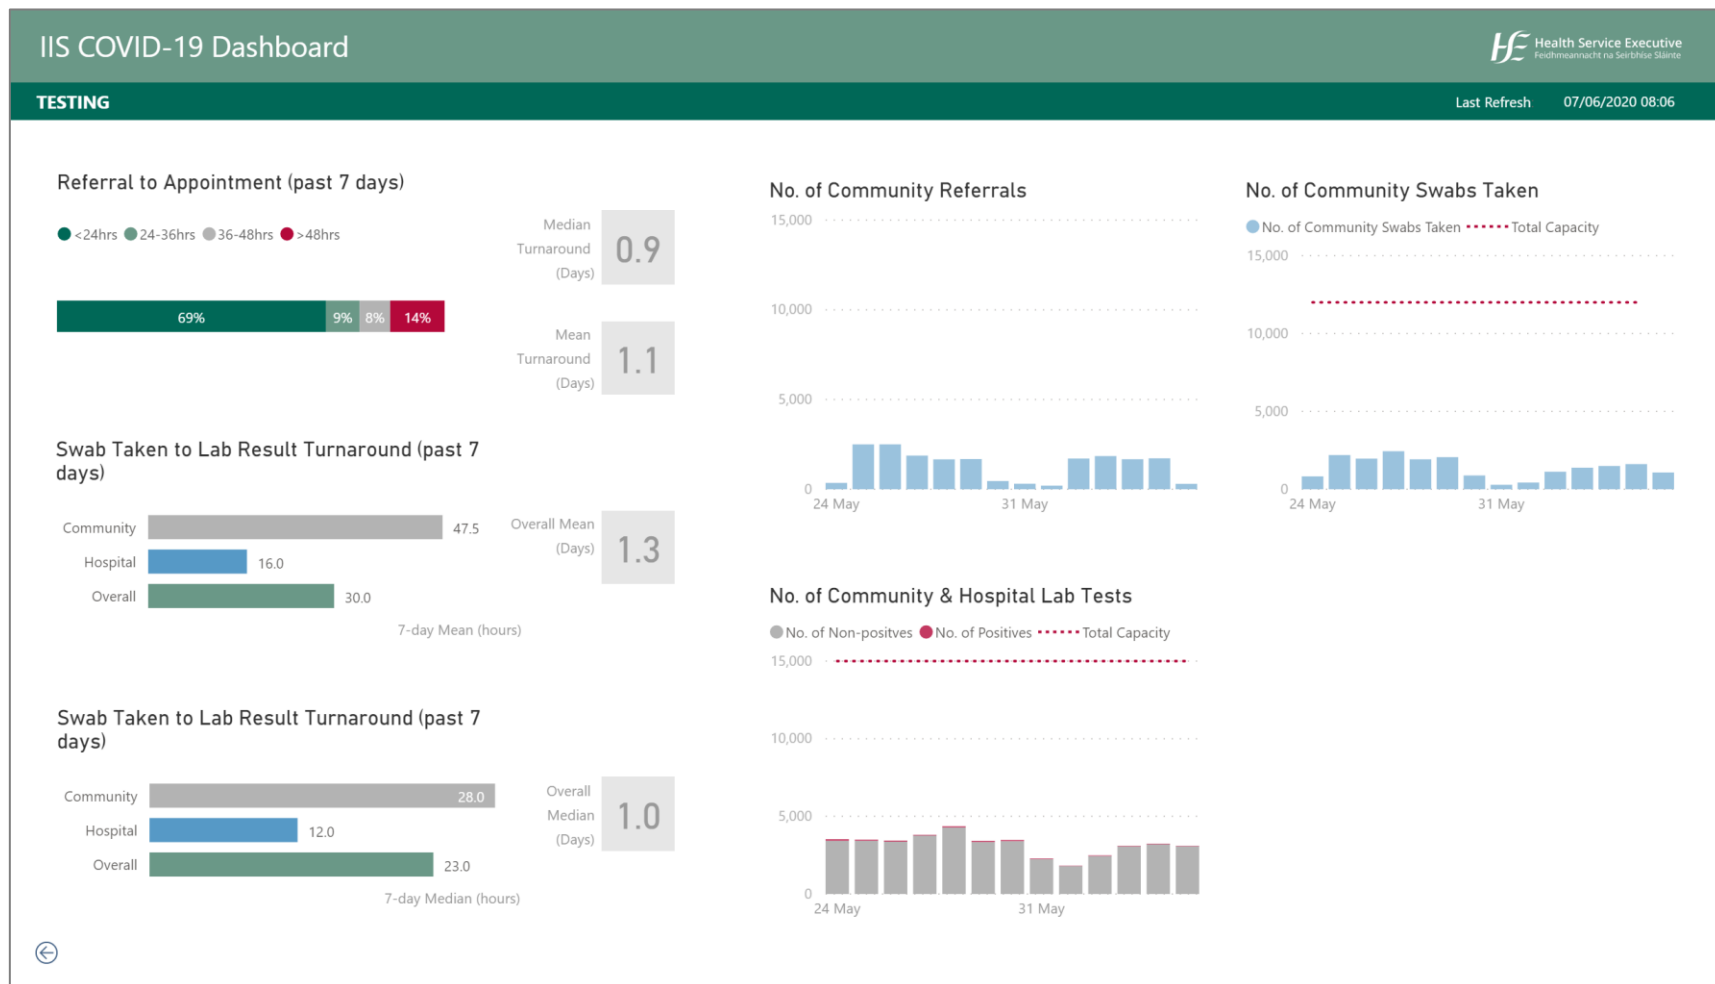 IIS COVID-19 Dashboard
Health Service Executive
Feidhmeannacht na Seirbhíse Sláinte
TESTING
Last Refresh 07/06/2020 08:06
Referral to Appointment (past 7 days)
<24hrs 24-36hrs 36-48hrs >48hrs
69% 9% 8% 14%
Median
Turnaround
(Days)
0.9
Mean
Turnaround
(Days)
1.1
Swab Taken to Lab Result Turnaround (past 7
days)
Community 47.5
Hospital 16.0
Overall 30.0
7-day Mean (hours)
Overall Mean
(Days)
1.3
Swab Taken to Lab Result Turnaround (past 7
days)
Community 28.0
Hospital 12.0
Overall 23.0
7-day Median (hours)
Overall
Median
(Days)
1.0
No. of Community Referrals
15,000
10,000
5,000
0
24 May 31 May
No. of Community Swabs Taken
No. of Community Swabs Taken Total Capacity
15,000
10,000
5,000
0
24 May 31 May
No. of Community & Hospital Lab Tests
No. of Non-positves No. of Positives Total Capacity
15,000
10,000
5,000
0
24 May 31 May